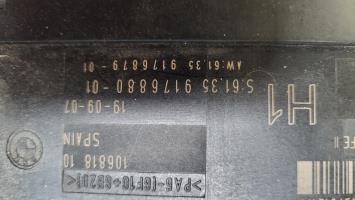 >PA6-(GF10+GB20)<
106818 10
SPAIN
19-09-07
H1
S.61.35 9176880 -01
AW-61.35 9176879 -01